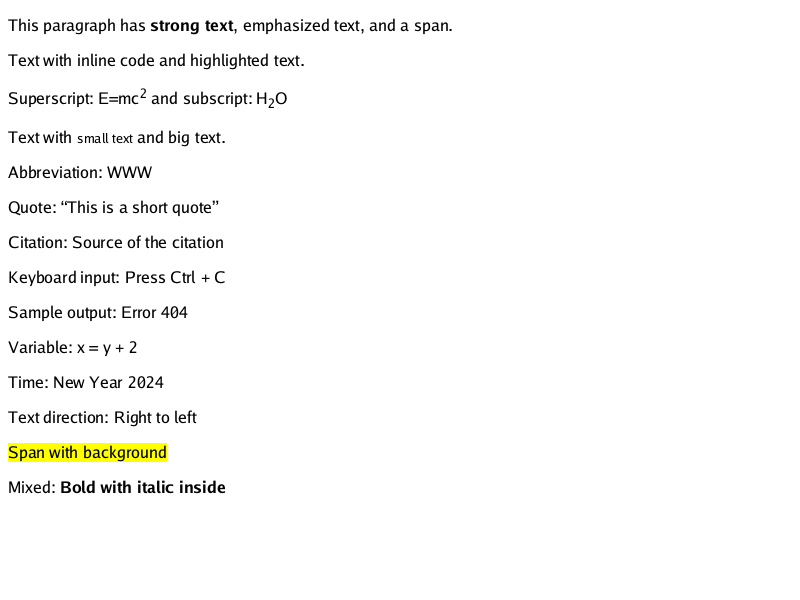 This paragraph has strong text, emphasized text, and a span.
Text with inline code and highlighted text.
Superscript: E=mc² and subscript: H₂O
Text with small text and big text.
Abbreviation: WWW
Quote: “This is a short quote”
Citation: Source of the citation
Keyboard input: Press Ctrl + C
Sample output: Error 404
Variable: x = y + 2
Time: New Year 2024
Text direction: Right to left
Span with background
Mixed: Bold with italic inside